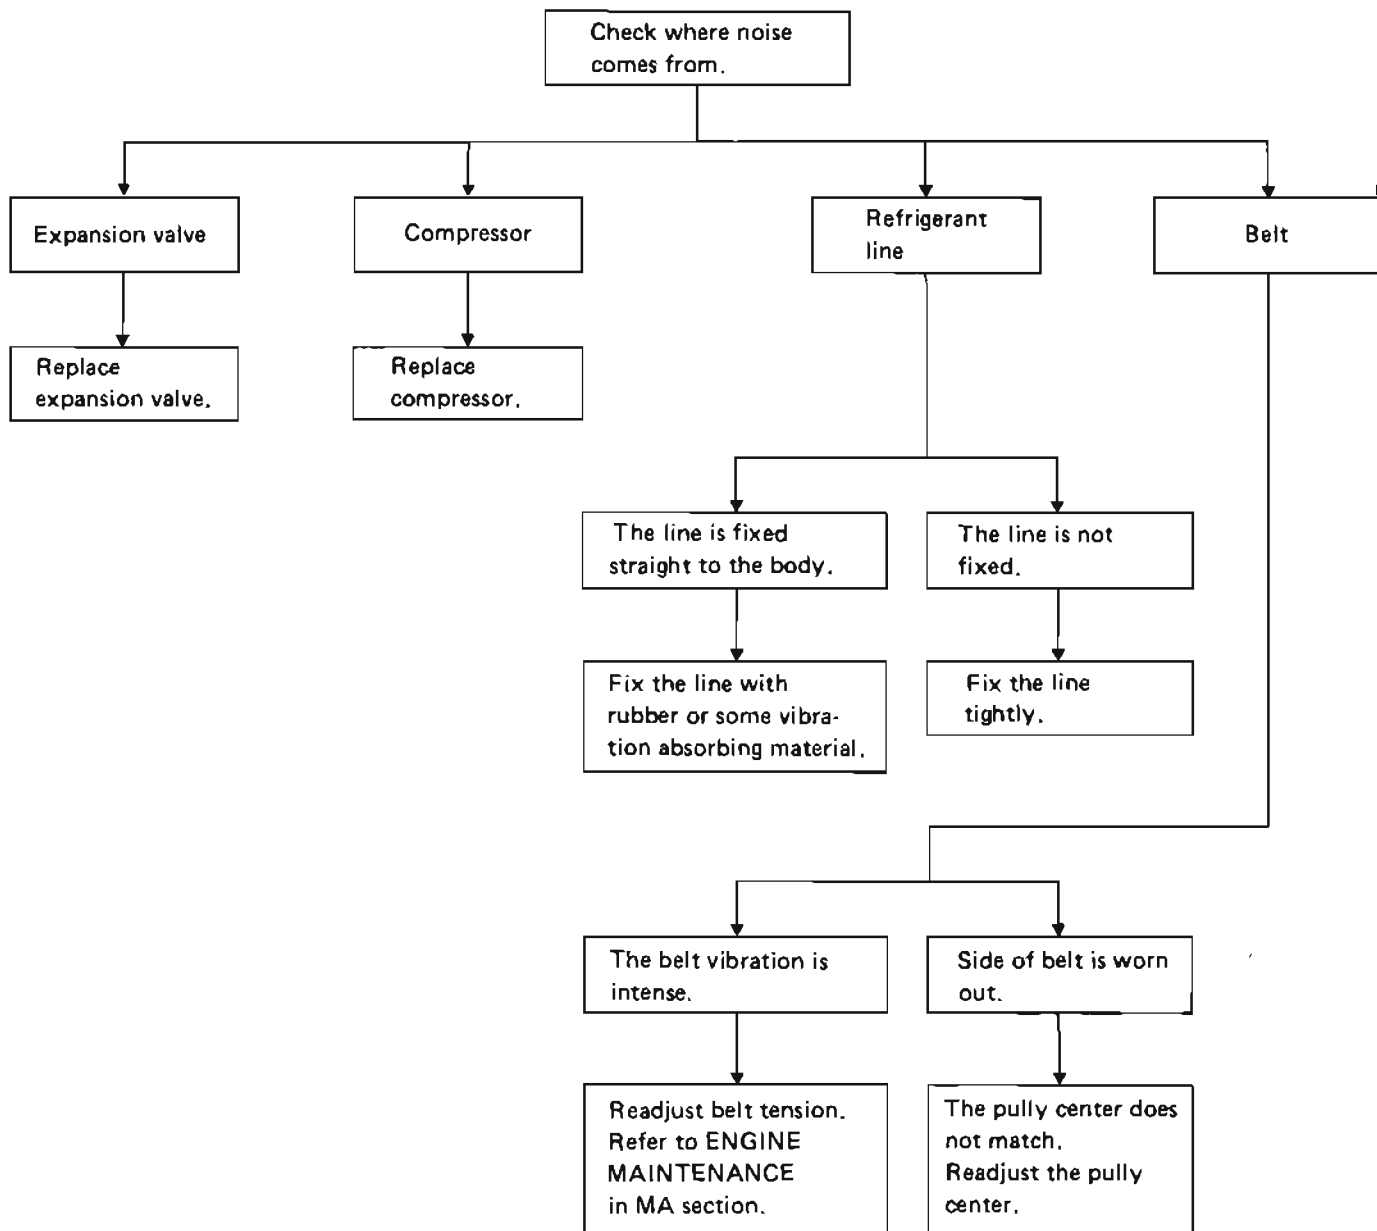 Check where noise
comes from.
Expansion valve
Compressor
Refrigerant
line
Belt
Replace
expansion valve.
Replace
compressor.
The line is fixed
straight to the body.
The line is not
fixed.
Fix the line with
rubber or some vibra-
tion absorbing material.
Fix the line
tightly.
The belt vibration is
intense.
Side of belt is worn
out.
Readjust belt tension.
Refer to ENGINE
MAINTENANCE
in MA section.
The pully center does
not match.
Readjust the pully
center.